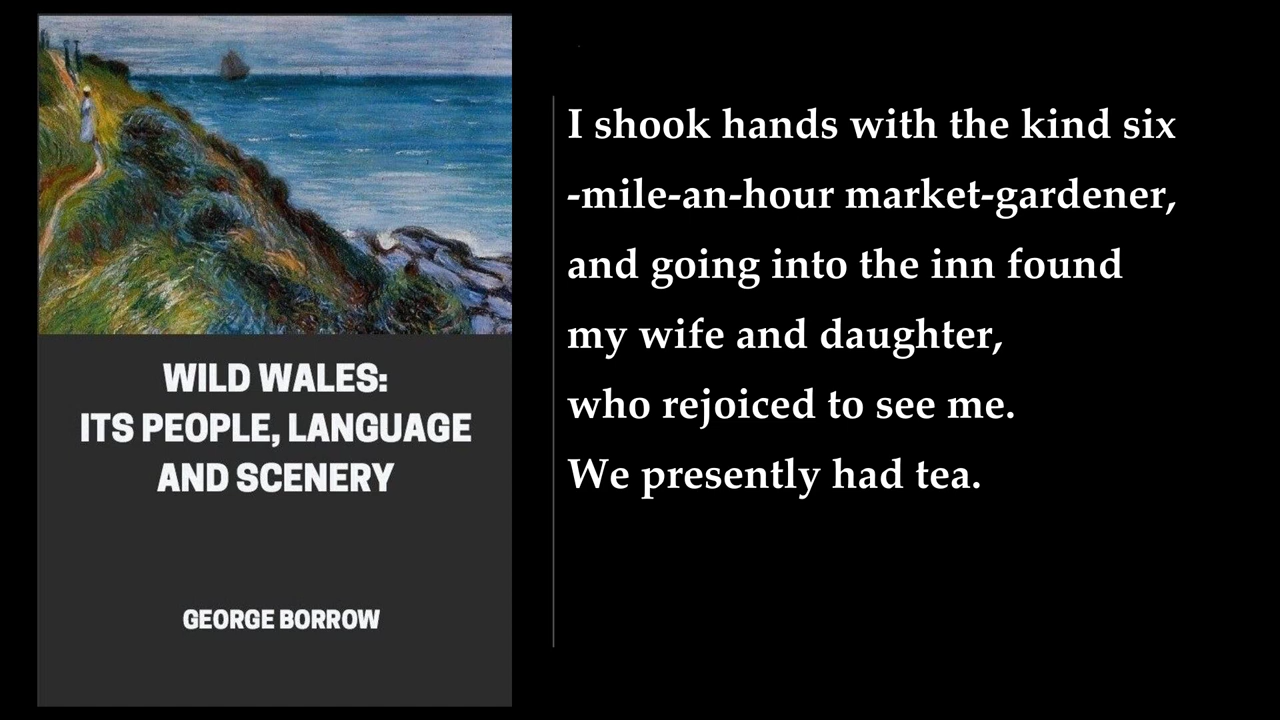 WILD WALES:
ITS PEOPLE, LANGUAGE
AND SCENERY
GEORGE BORROW
I shook hands with the kind six
-mile-an-hour market-gardener,
and going into the inn found
my wife and daughter,
who rejoiced to see me.
We presently had tea.